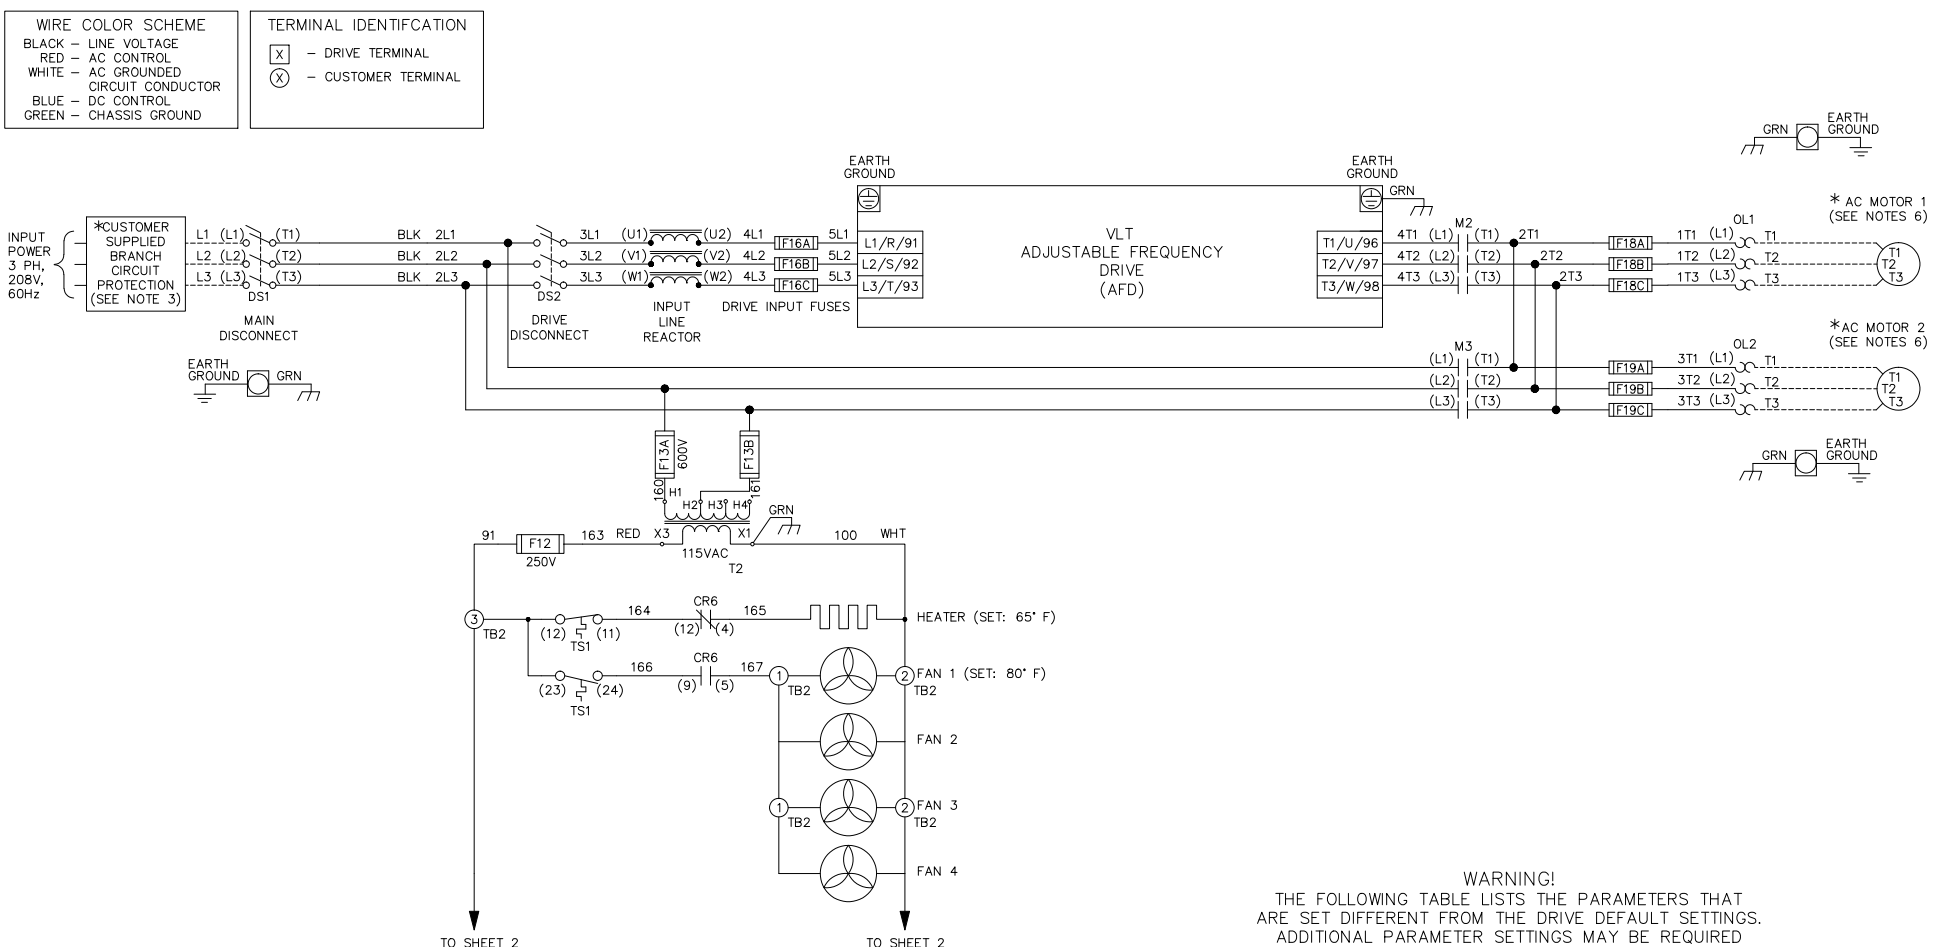 WIRE COLOR SCHEME
BLACK – LINE VOLTAGE
RED – AC CONTROL
WHITE – AC GROUNDED
CIRCUIT CONDUCTOR
BLUE – DC CONTROL
GREEN – CHASSIS GROUND
TERMINAL IDENTIFCATION
X – DRIVE TERMINAL
X – CUSTOMER TERMINAL
INPUT
POWER
3 PH,
208V,
60Hz
*CUSTOMER
SUPPLIED
BRANCH
CIRCUIT
PROTECTION
(SEE NOTE 3)
L1 (L1) (T1) BLK 2L1 3L1 (U1) (U2) 4L1 F16A 5L1 L1/R/91
L2 (L2) (T2) BLK 2L2 3L2 (V1) (V2) 4L2 F16B 5L2 L2/S/92
L3 (L3) (T3) BLK 2L3 3L3 (W1) (W2) 4L3 F16C 5L3 L3/T/93
DS1
MAIN
DISCONNECT
DS2
DRIVE
DISCONNECT
INPUT
LINE
REACTOR
DRIVE INPUT FUSES
EARTH
GROUND
GRN
EARTH
GROUND
VLT
ADJUSTABLE FREQUENCY
DRIVE
(AFD)
EARTH
GROUND
GRN
GRN
EARTH
GROUND
* AC MOTOR 1
(SEE NOTES 6)
M2
OL1
T1/U/96 4T1 (L1) (T1) 2T1 F18A 1T1 (L1) T1
T2/V/97 4T2 (L2) (T2) 2T2 F18B 1T2 (L2) T2
T3/W/98 4T3 (L3) (T3) 2T3 F18C 1T3 (L3) T3
T1
T2
T3
*AC MOTOR 2
(SEE NOTES 6)
M3
OL2
(L1) (T1) F19A 3T1 (L1) T1
(L2) (T2) F19B 3T2 (L2) T2
(L3) (T3) F19C 3T3 (L3) T3
T1
T2
T3
GRN
EARTH
GROUND
F13A
600V
F13B
160
161
H1
H2 H3 H4
GRN
91 F12 163 RED X3 X1 100 WHT
250V
115VAC
T2
3
TB2
(12) (11)
TS1
164
CR6
(12) (4)
165
HEATER (SET: 65° F)
(23) (24)
TS1
166
CR6
(9) (5)
167
1
TB2
2
TB2
FAN 1 (SET: 80° F)
FAN 2
1
TB2
2
TB2
FAN 3
FAN 4
TO SHEET 2
TO SHEET 2
WARNING!
THE FOLLOWING TABLE LISTS THE PARAMETERS THAT
ARE SET DIFFERENT FROM THE DRIVE DEFAULT SETTINGS.
ADDITIONAL PARAMETER SETTINGS MAY BE REQUIRED